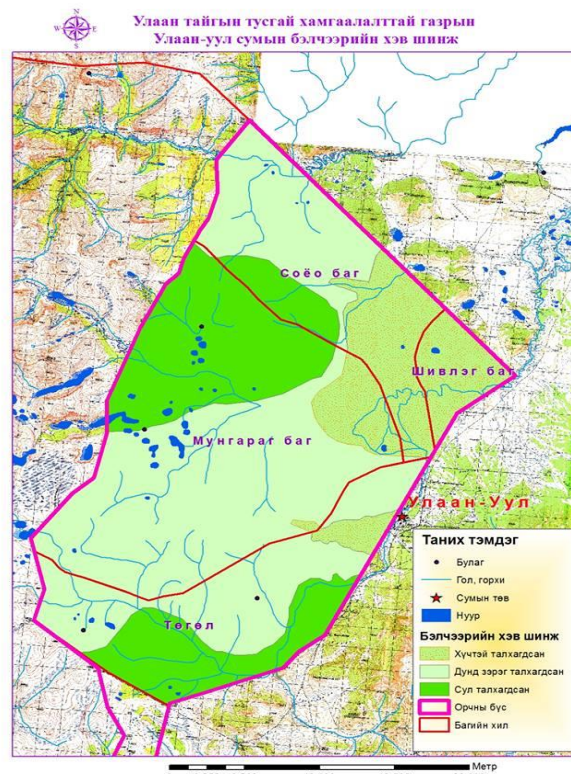 N
W E
S
Улаан тайгын тусгай хамгаалалттай газрын
Улаан-уул сумын бэлчээрийн хэв шинж
Соёо баг
Шивлэг баг
Мунгараг баг
Улаан-Уул
Төгөл
Таних тэмдэг
Булаг
Гол, горхи
Сумын төв
Нуур
Бэлчээрийн хэв шинж
Хүчтэй талхагдсан
Дунд зэрэг талхагдсан
Сул талхагдсан
Орчны бүс
Багийн хил
Метр